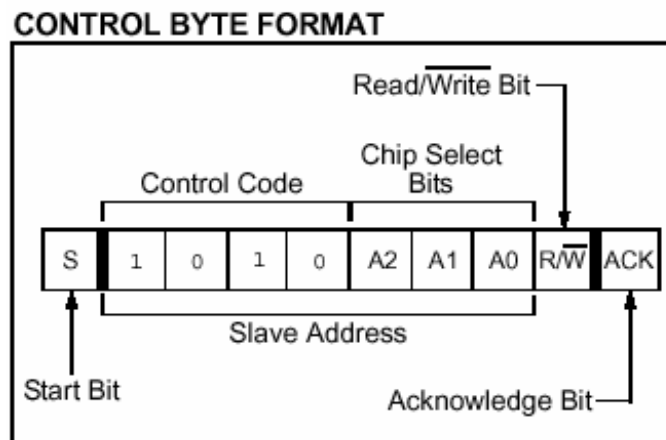 CONTROL BYTE FORMAT
Read/Write Bit
Chip Select
Bits
Control Code
S 1 0 1 0 A2 A1 A0 R/W ACK
Slave Address
Start Bit
Acknowledge Bit